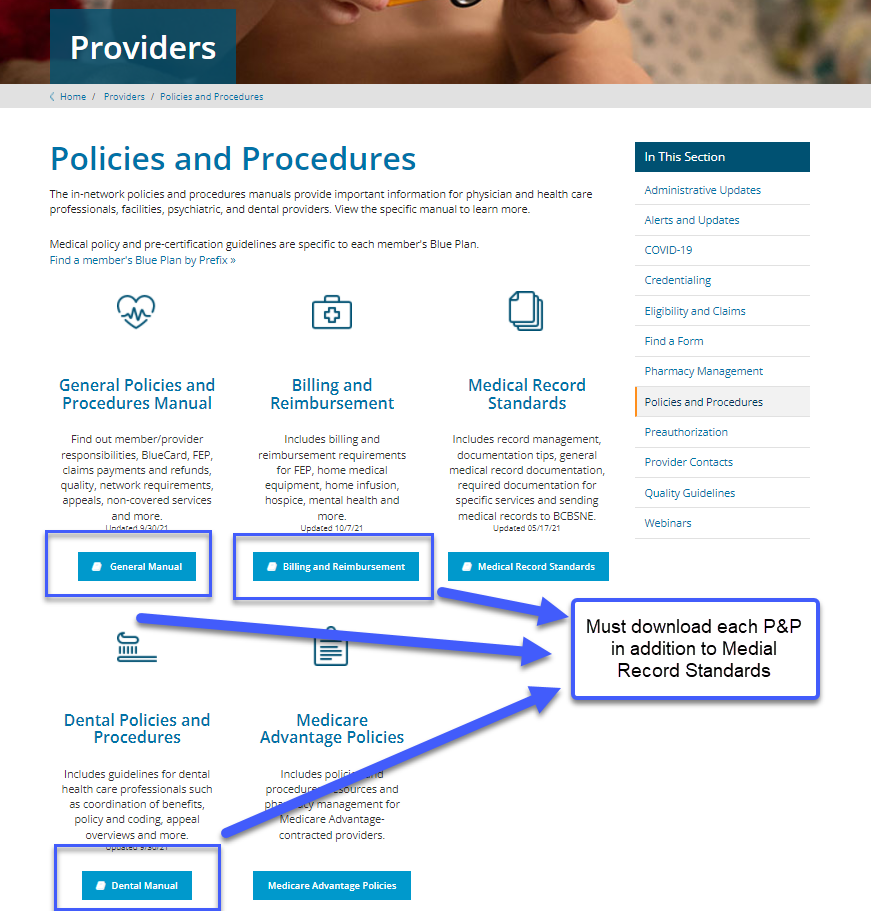 Providers
Home / Providers / Policies and Procedures
Policies and Procedures
The in-network policies and procedures manuals provide important information for physician and health care
professionals, facilities, psychiatric, and dental providers. View the specific manual to learn more.
Medical policy and pre-certification guidelines are specific to each member's Blue Plan.
Find a member's Blue Plan by Prefix »
General Policies and
Procedures Manual
Find out member/provider
responsibilities, BlueCard, FEP,
claims payments and refunds,
quality, network requirements,
appeals, non-covered services
and more.
Updated 9/30/21
General Manual
Billing and
Reimbursement
Includes billing and
reimbursement requirements
for FEP, home medical
equipment, home infusion,
hospice, mental health and
more.
Updated 10/7/21
Billing and Reimbursement
Medical Record
Standards
Includes record management,
documentation tips, general
medical record documentation,
required documentation for
specific services and sending
medical records to BCBSNE.
Updated 05/17/21
Medical Record Standards
Dental Policies and
Procedures
Includes guidelines for dental
health care professionals such
as coordination of benefits,
policy and coding, appeal
overviews and more.
Updated 9/30/21
Dental Manual
Medicare
Advantage Policies
Includes policies and
procedures, resources and
pharmacy management for
Medicare Advantage-
contracted providers.
Medicare Advantage Policies
In This Section
Administrative Updates
Alerts and Updates
COVID-19
Credentialing
Eligibility and Claims
Find a Form
Pharmacy Management
Policies and Procedures
Preauthorization
Provider Contacts
Quality Guidelines
Webinars
Must download each P&P
in addition to Medial
Record Standards